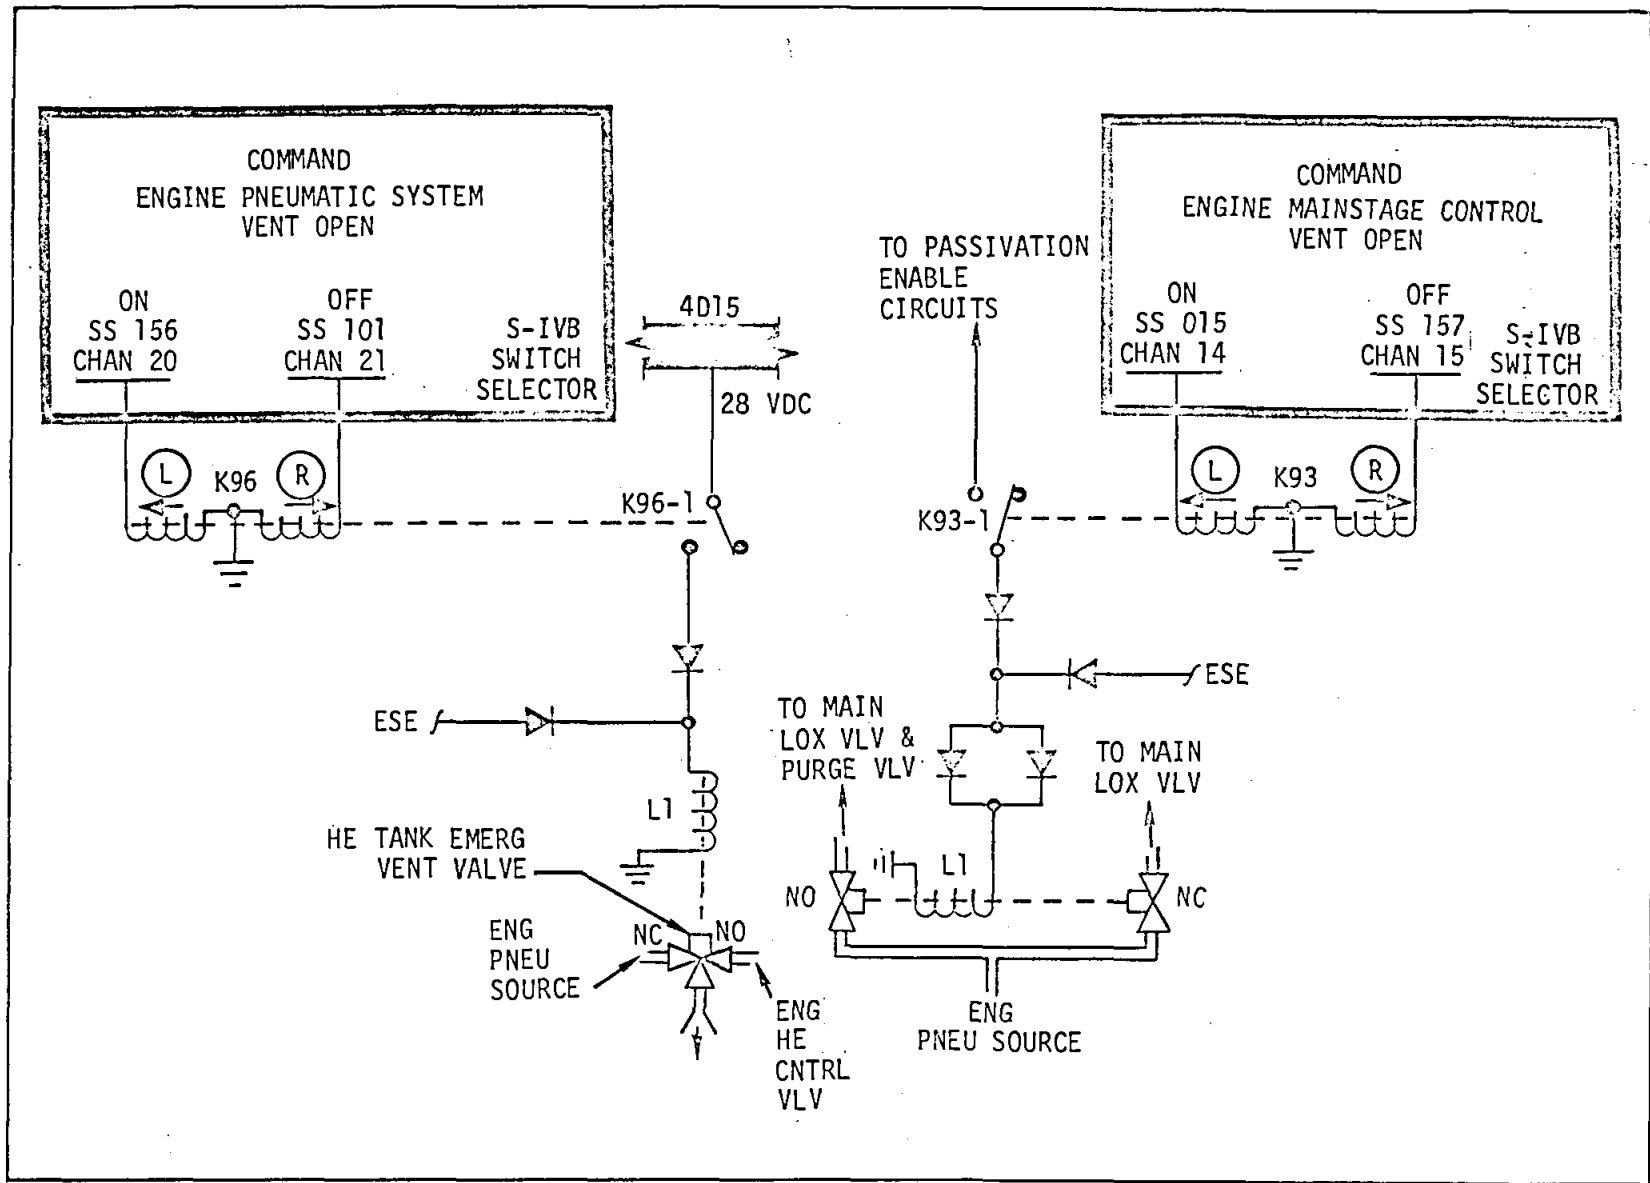 COMMAND
ENGINE PNEUMATIC SYSTEM
VENT OPEN
ON
SS 156
CHAN 20
OFF
SS 101
CHAN 21
S-IVB
SWITCH
SELECTOR
L
K96
R
4D15
28 VDC
K96-1
TO PASSIVATION
ENABLE
CIRCUITS
COMMAND
ENGINE MAINSTAGE CONTROL
VENT OPEN
ON
SS 015
CHAN 14
OFF
SS 157
CHAN 15
S-IVB
SWITCH
SELECTOR
L
K93
R
K93-1
ESE
L1
HE TANK EMERG
VENT VALVE
ENG
PNEU
SOURCE
NC
NO
ENG
HE
CNTRL
VLV
ESE
TO MAIN
LOX VLV &
PURGE VLV
TO MAIN
LOX VLV
NO
L1
NC
ENG
PNEU SOURCE